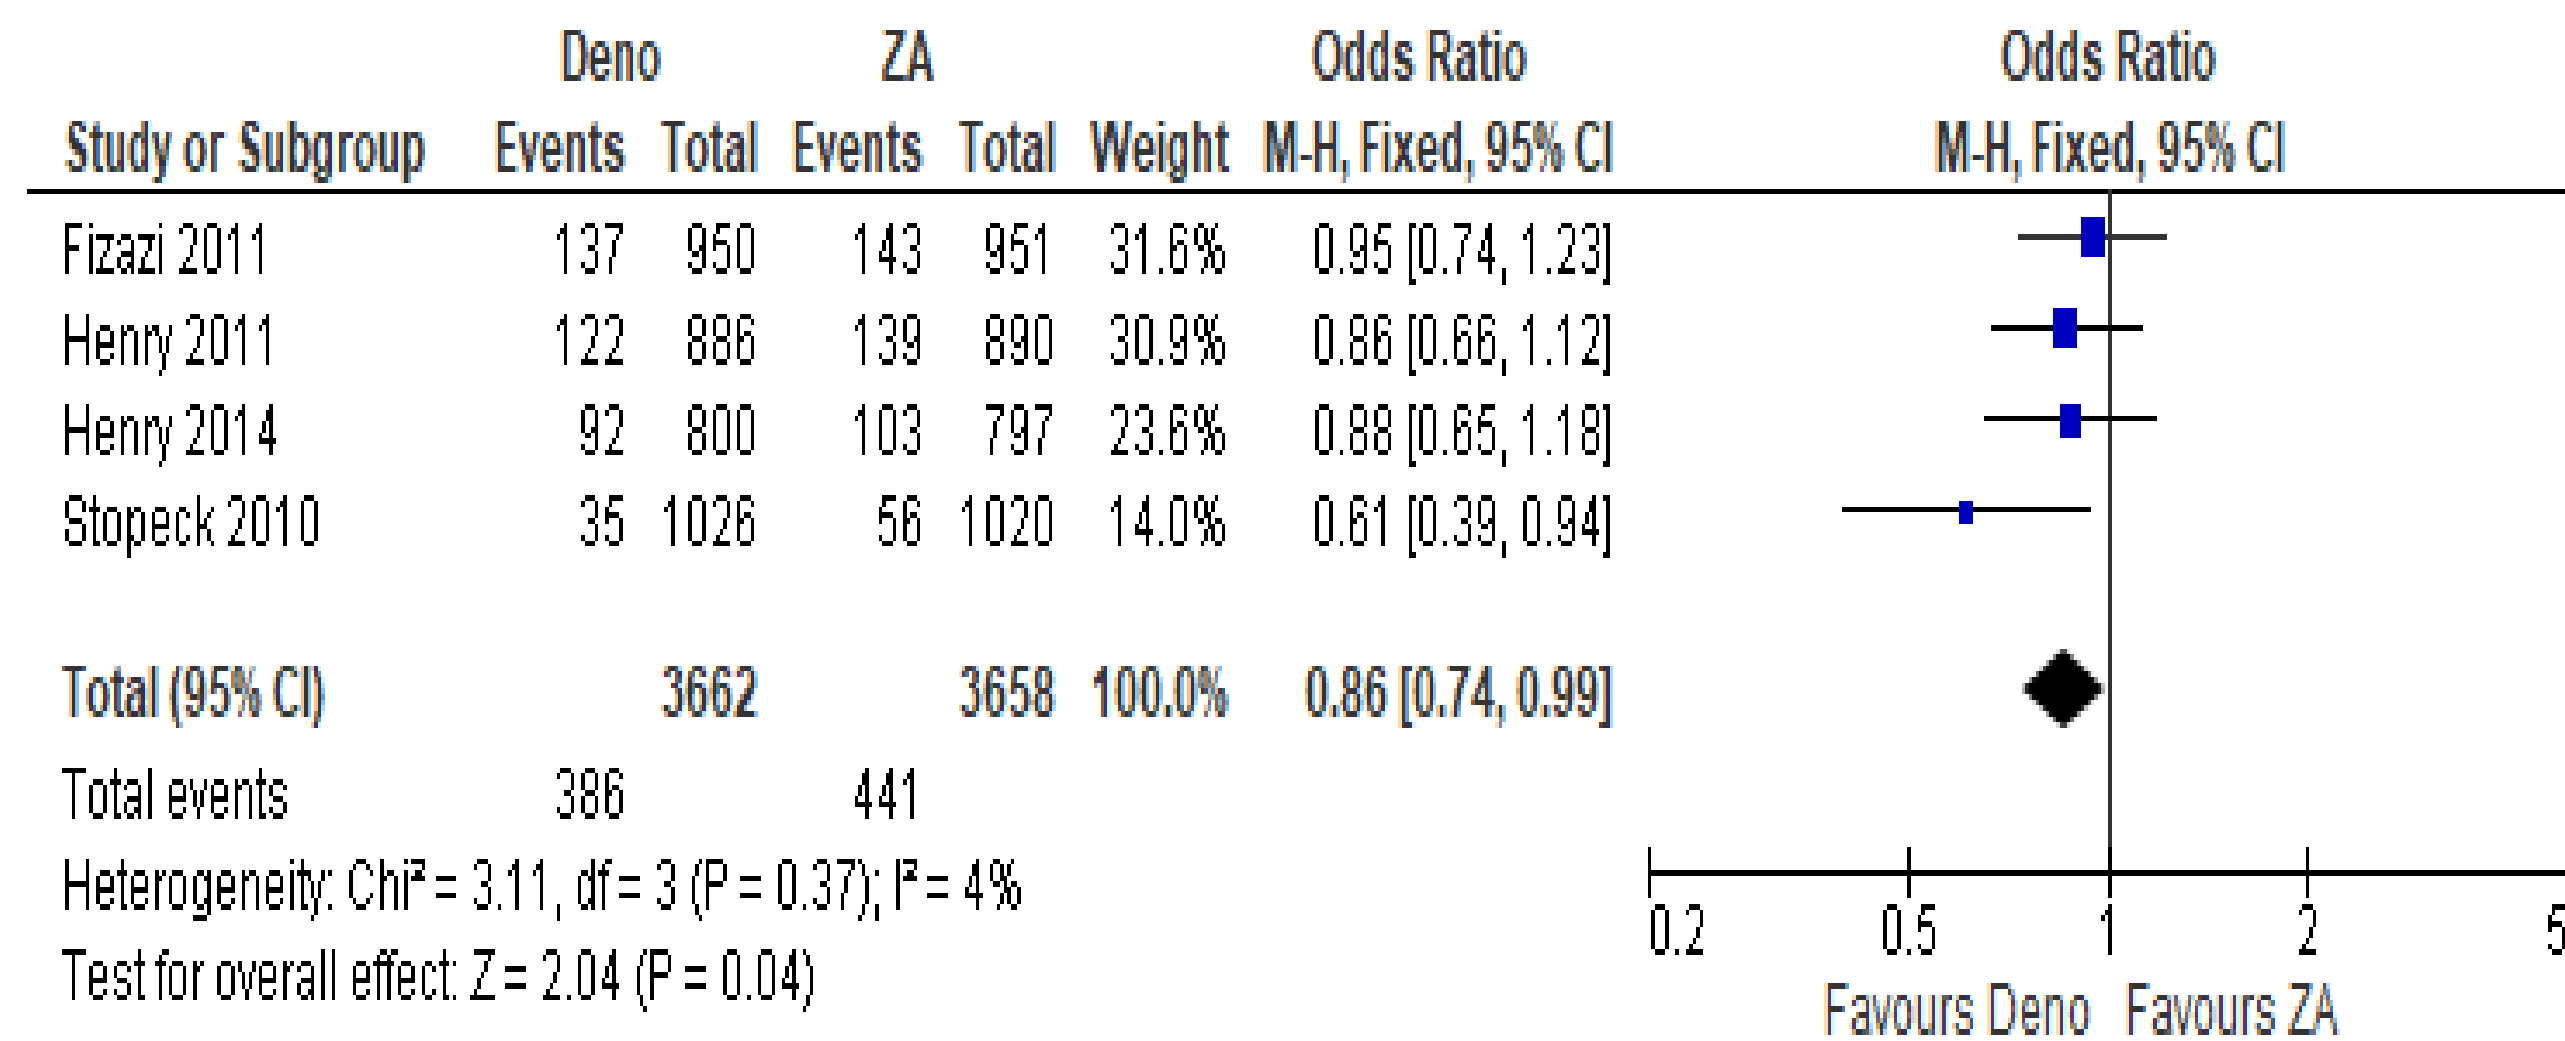 Deno ZA Odds Ratio Odds Ratio
Study or Subgroup Events Total Events Total Weight M-H, Fixed, 95% CI M-H, Fixed, 95% CI
Fizazi 2011 137 950 143 951 31.6% 0.95 [0.74, 1.23]
Henry 2011 122 886 139 890 30.9% 0.86 [0.66, 1.12]
Henry 2014 92 800 103 797 23.6% 0.88 [0.65, 1.18]
Stopeck 2010 35 1026 56 1020 14.0% 0.61 [0.39, 0.94]
Total (95% CI) 3662 3658 100.0% 0.86 [0.74, 0.99]
Total events 386 441
Heterogeneity: Chi² = 3.11, df = 3 (P = 0.37); I² = 4%
Test for overall effect: Z = 2.04 (P = 0.04)
0.2 0.5 1 2 5
Favours Deno Favours ZA